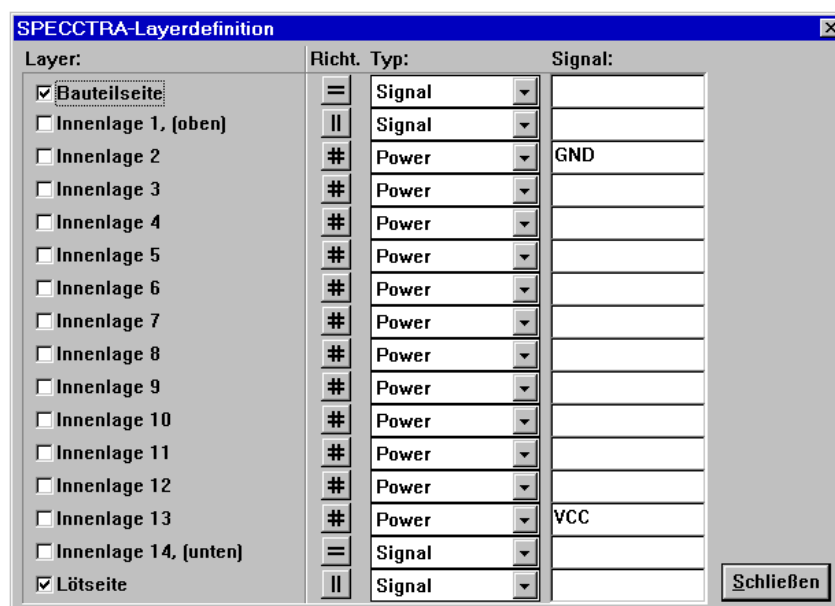 SPECCTRA-Layerdefinition
Layer: Richt. Typ: Signal:
Bauteilseite Signal
Innenlage 1, (oben) Signal
Innenlage 2 Power GND
Innenlage 3 Power
Innenlage 4 Power
Innenlage 5 Power
Innenlage 6 Power
Innenlage 7 Power
Innenlage 8 Power
Innenlage 9 Power
Innenlage 10 Power
Innenlage 11 Power
Innenlage 12 Power
Innenlage 13 Power VCC
Innenlage 14, (unten) Signal
Lötseite Signal
Schließen